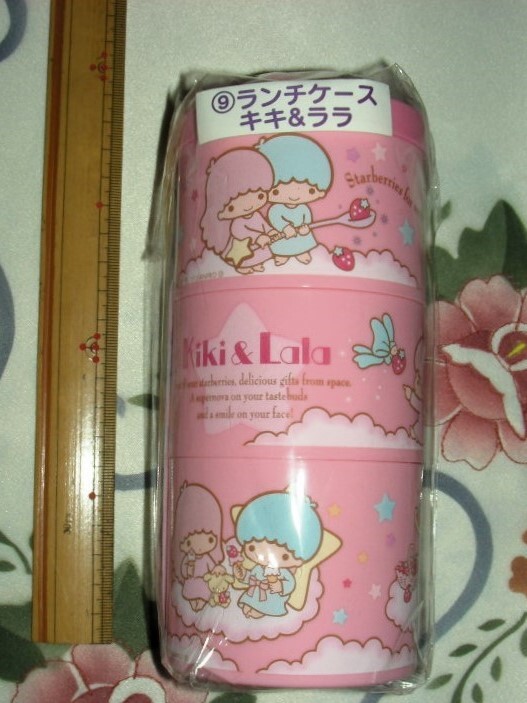 ⑨ランチケース
キキ&ララ
Starberries for
Kiki & Lala
starberries, delicious gifts from space.
A supernova on your tastebuds
and a smile on your face!